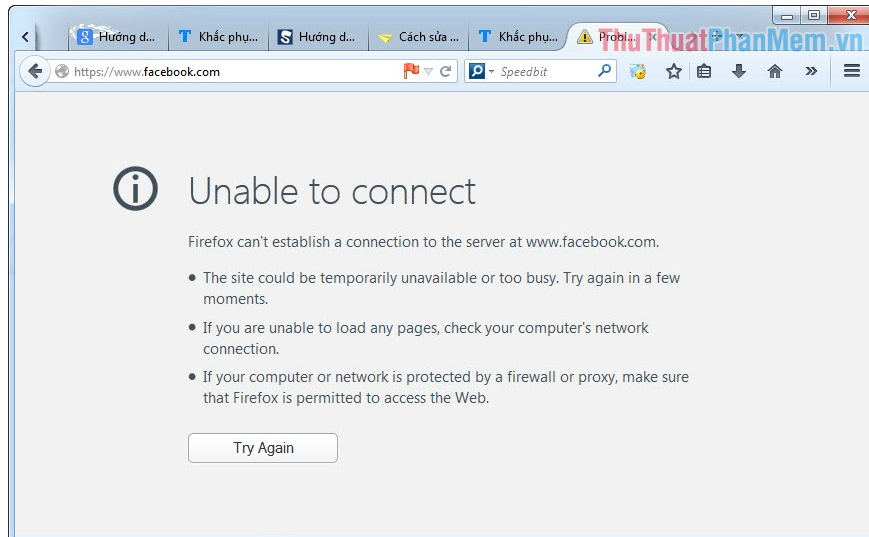 Hướng d...
Khắc phụ...
Hướng d...
Cách sửa ...
Khắc phụ...
Probl...
ThuThuatPhanMem.vn
https://www.facebook.com
Speedbit
Unable to connect
Firefox can't establish a connection to the server at www.facebook.com.
The site could be temporarily unavailable or too busy. Try again in a few
moments.
If you are unable to load any pages, check your computer's network
connection.
If your computer or network is protected by a firewall or proxy, make sure
that Firefox is permitted to access the Web.
Try Again